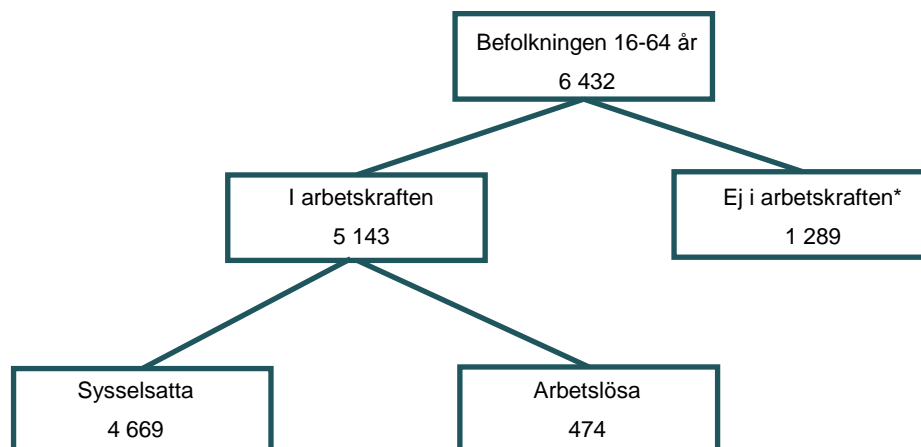 Befolkningen 16-64 år
6 432
I arbetskraften
5 143
Ej i arbetskraften*
1 289
Sysselsatta
4 669
Arbetslösa
474